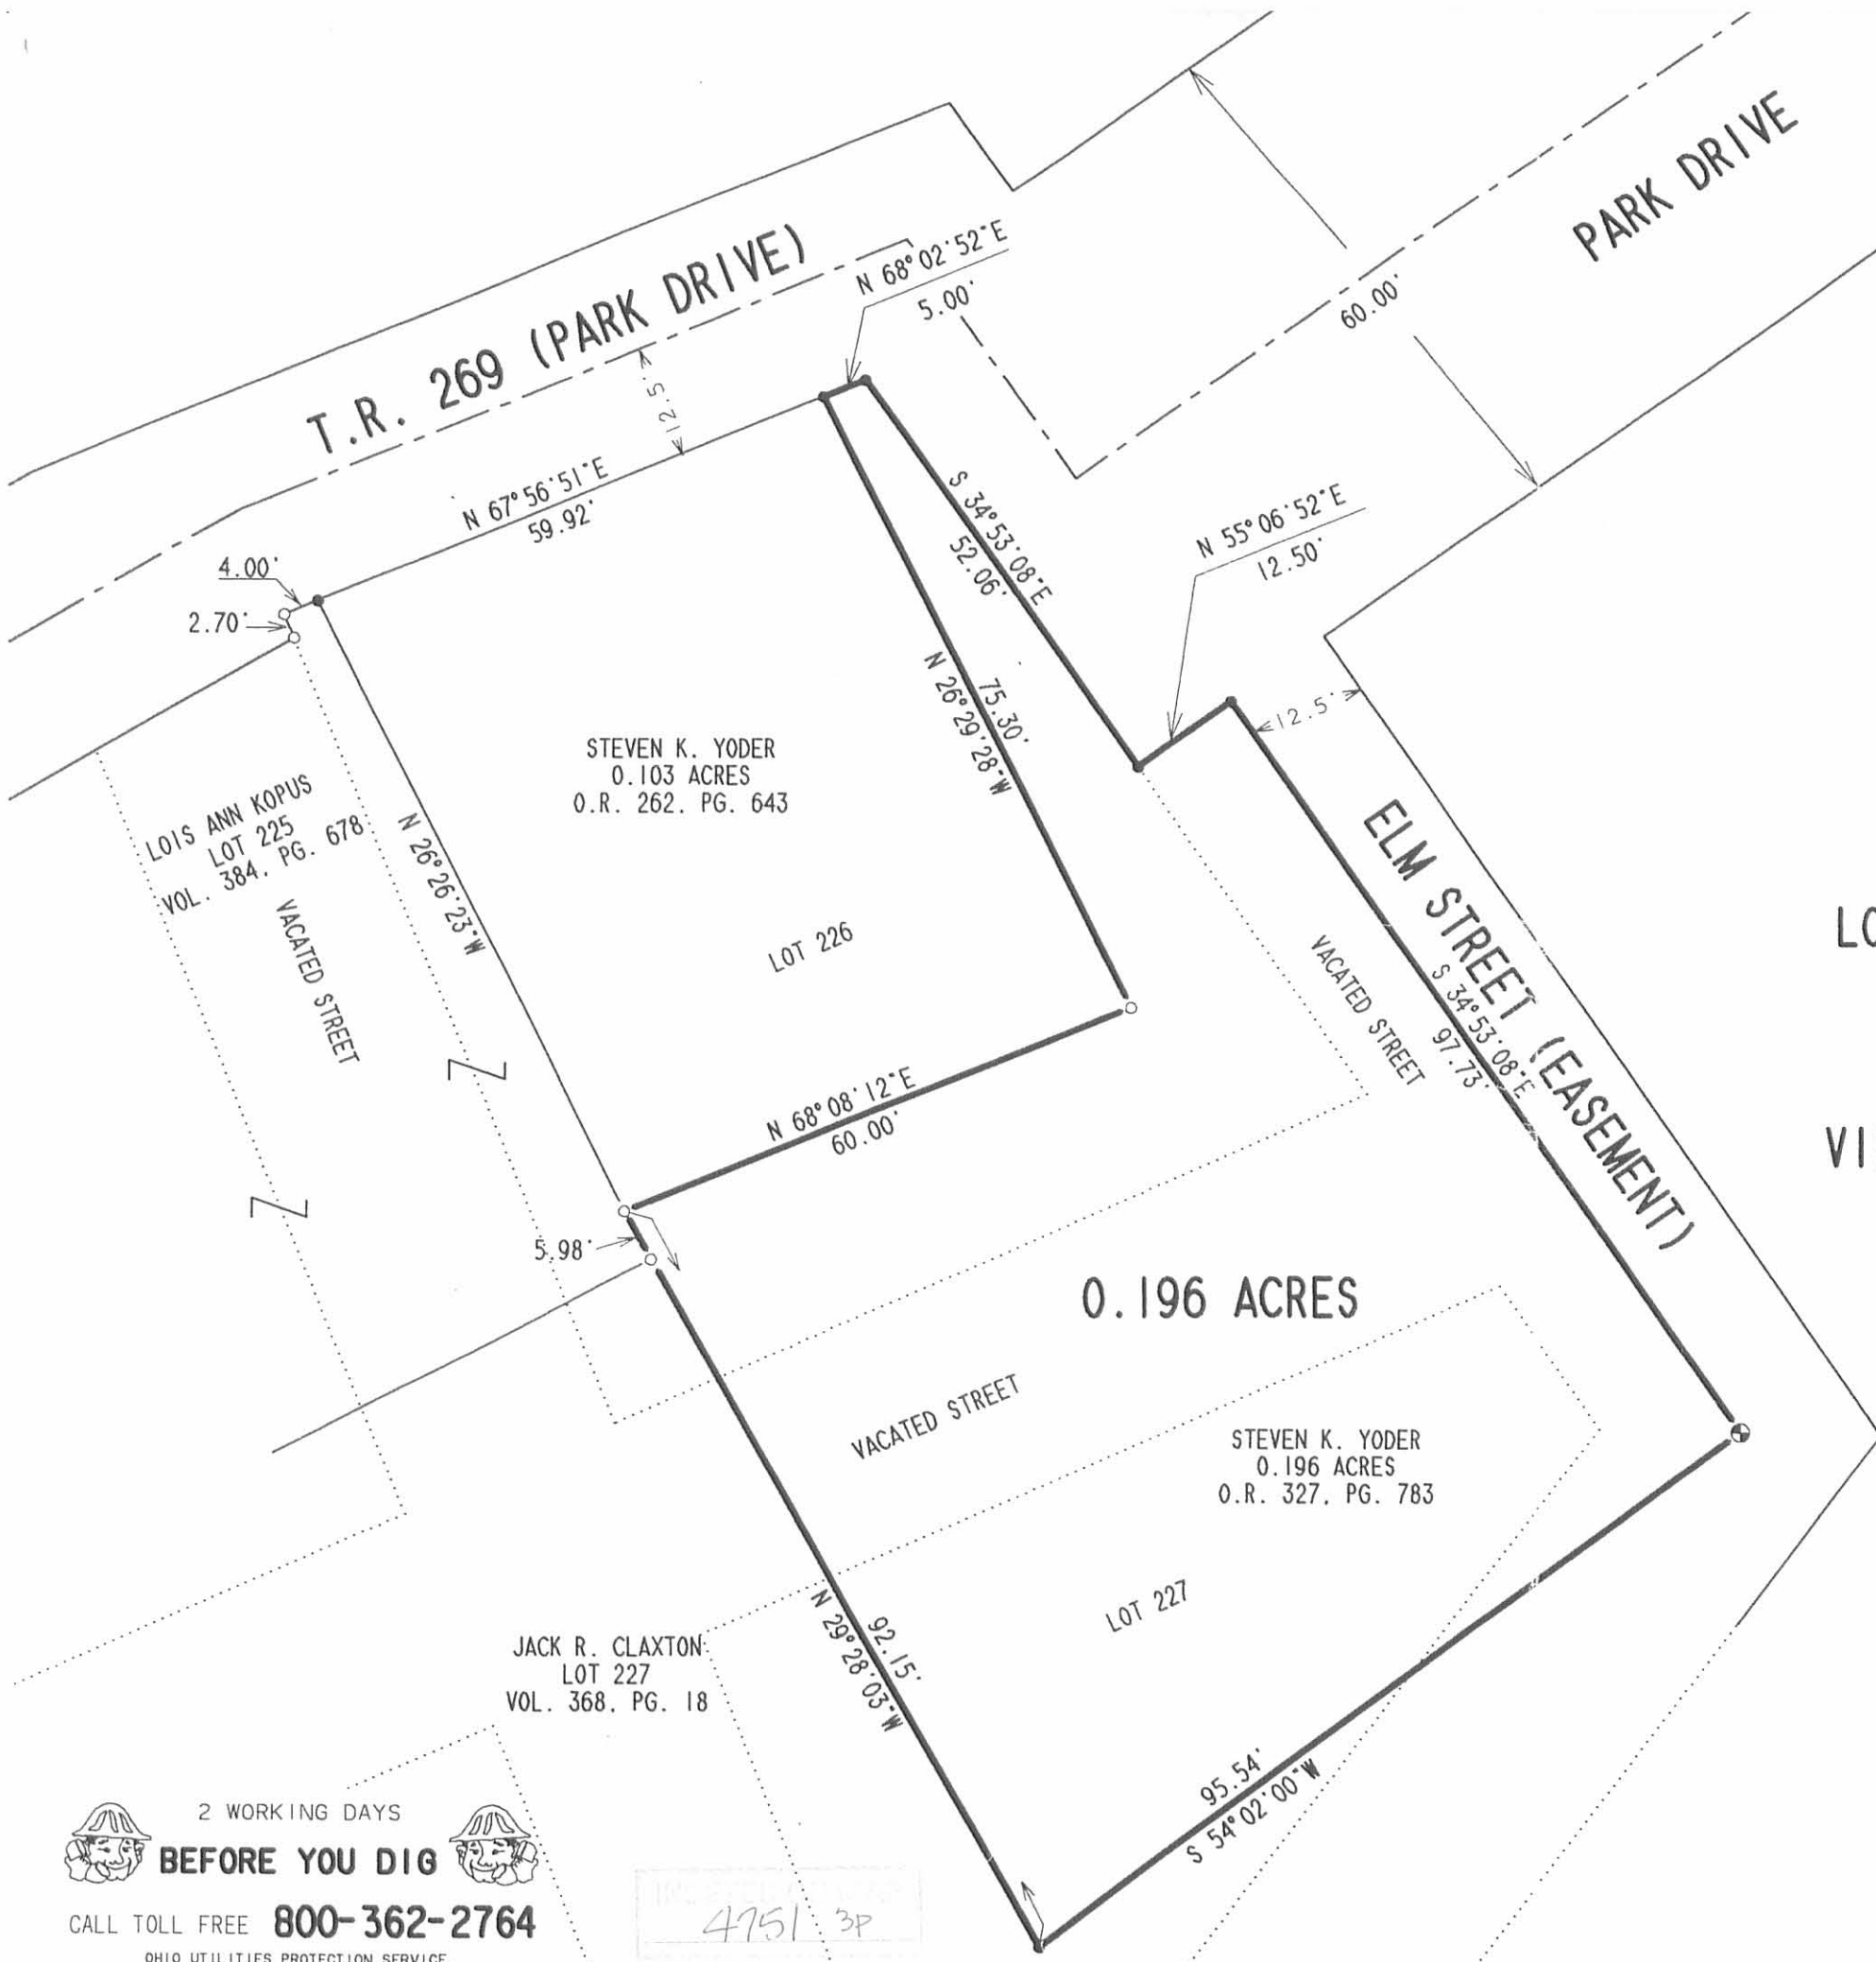 PARK DRIVE
T.R. 269 (PARK DRIVE)
N 68°02'52"E
5.00'
60.00'
12.5'
N 67°56'51"E
59.92'
4.00'
2.70'
S 34°53'08"E
52.06'
N 55°06'52"E
12.50'
12.5'
75.30'
N 26°29'28"W
STEVEN K. YODER
0.103 ACRES
O.R. 262, PG. 643
LOIS ANN KOPUS
LOT 225
VOL. 384, PG. 678
VACATED STREET
N 26°26'23"W
LOT 226
VACATED STREET
ELM STREET (EASEMENT)
S 34°53'08"E
97.73'
LO
VI
N 68°08'12"E
60.00'
5.98'
0.196 ACRES
VACATED STREET
STEVEN K. YODER
0.196 ACRES
O.R. 327, PG. 783
LOT 227
JACK R. CLAXTON
LOT 227
VOL. 368, PG. 18
92.15'
N 29°28'03"W
95.54'
S 54°02'00"W
2 WORKING DAYS
BEFORE YOU DIG
CALL TOLL FREE 800-362-2764
OHIO UTILITIES PROTECTION SERVICE
4751 3P